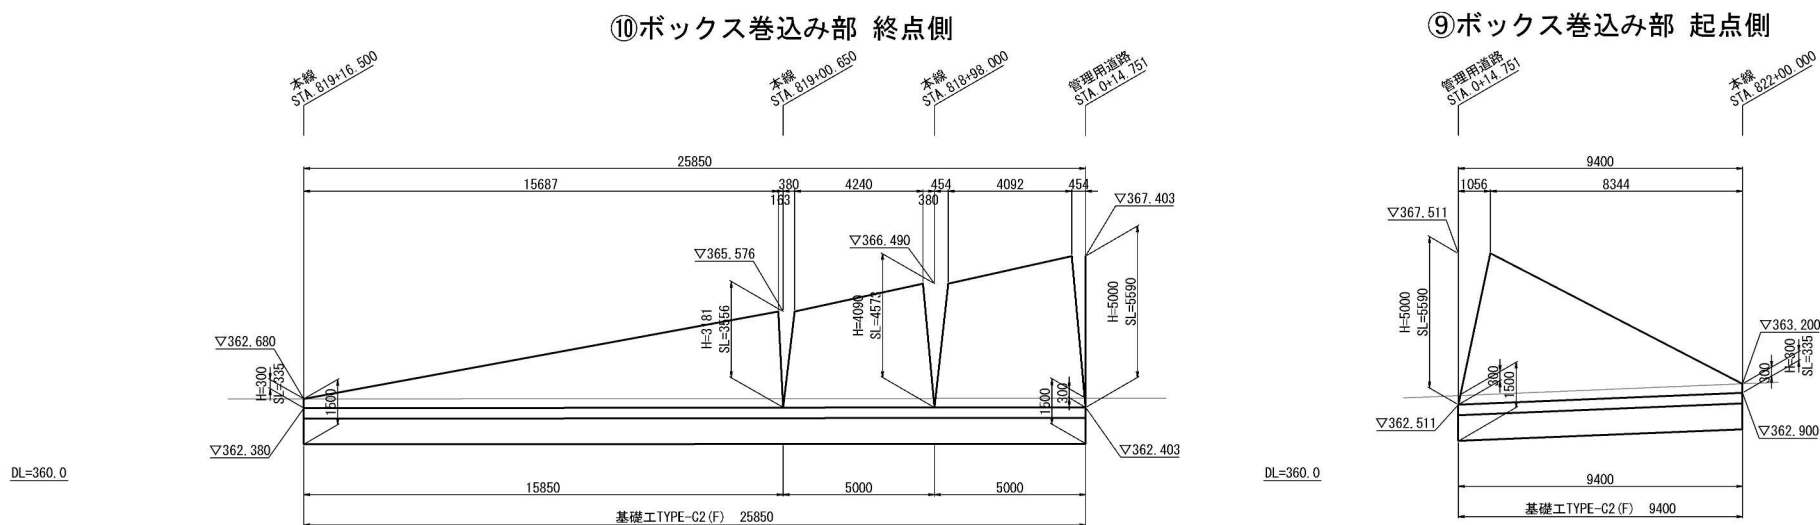 ⑩ボックス巻込み部 終点側
本線
STA.819+16.500
本線
STA.819+00.650
本線
STA.818+98.000
管理用道路
STA.0+14.751
25850
15687
163
380
4240
380
454
4092
454
▽367.403
▽366.490
▽365.576
▽362.680
H=300
SL=335
1500
H=3181
SL=3556
H=4090
SL=4573
H=5000
SL=5590
1500
300
▽362.380
▽362.403
DL=360.0
15850
5000
5000
基礎工TYPE-C2(F) 25850
⑨ボックス巻込み部 起点側
管理用道路
STA.0+14.751
本線
STA.822+00.000
9400
1056
8344
▽367.511
H=5000
SL=5590
300
1500
▽363.200
300
H=300
SL=335
▽362.511
▽362.900
DL=360.0
9400
基礎工TYPE-C2(F) 9400